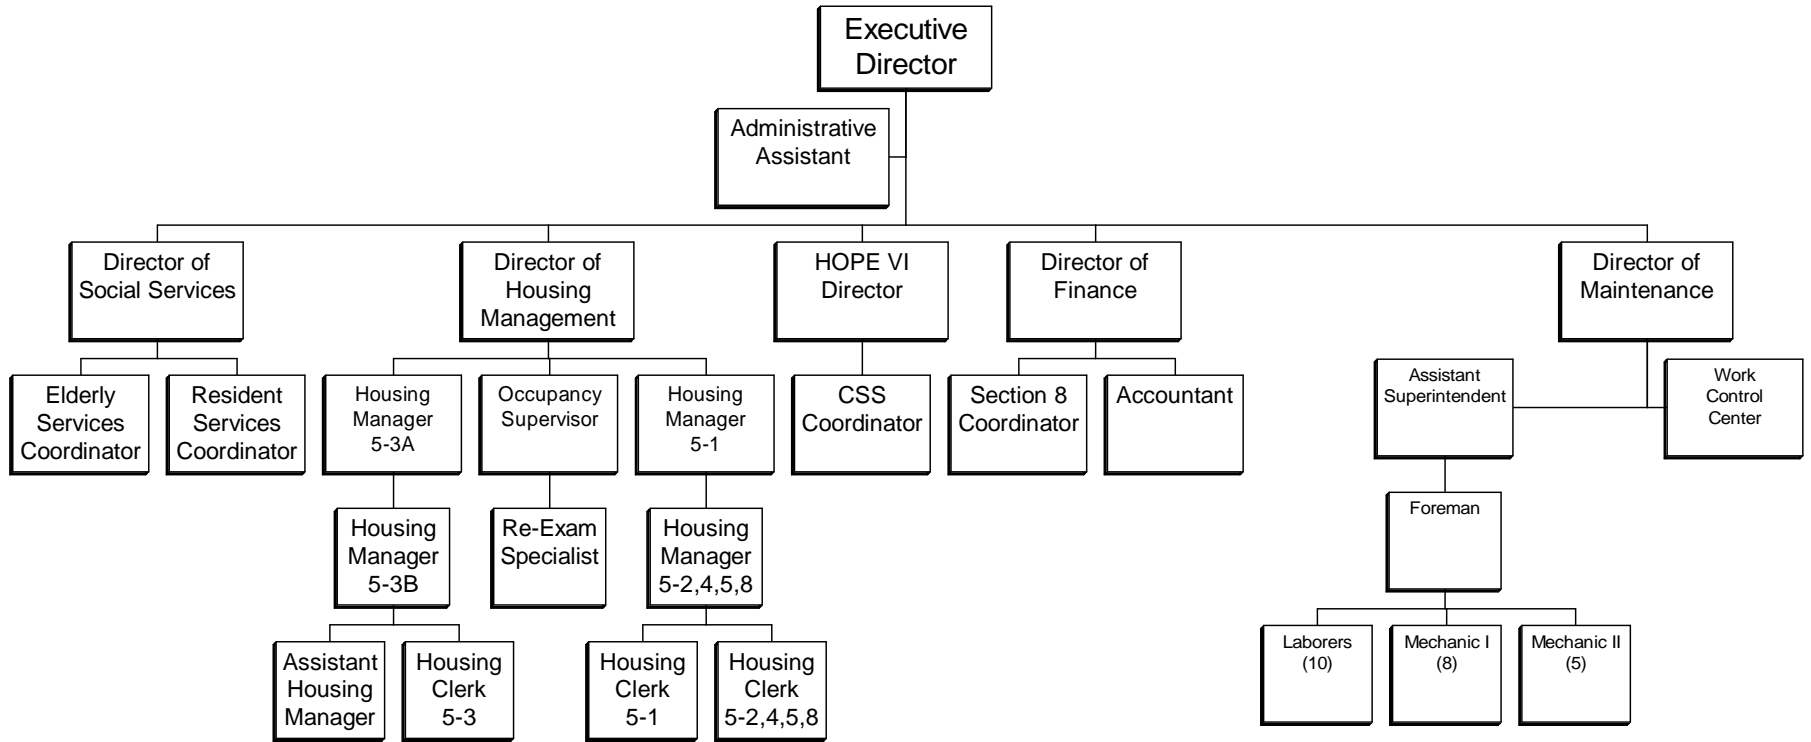 Executive
Director
Administrative
Assistant
Director of
Social Services
Director of
Housing
Management
HOPE VI
Director
Director of
Finance
Director of
Maintenance
Elderly
Services
Coordinator
Resident
Services
Coordinator
Housing
Manager
5-3A
Occupancy
Supervisor
Housing
Manager
5-1
CSS
Coordinator
Section 8
Coordinator
Accountant
Assistant
Superintendent
Work
Control
Center
Housing
Manager
5-3B
Re-Exam
Specialist
Housing
Manager
5-2,4,5,8
Foreman
Assistant
Housing
Manager
Housing
Clerk
5-3
Housing
Clerk
5-1
Housing
Clerk
5-2,4,5,8
Laborers
(10)
Mechanic I
(8)
Mechanic II
(5)